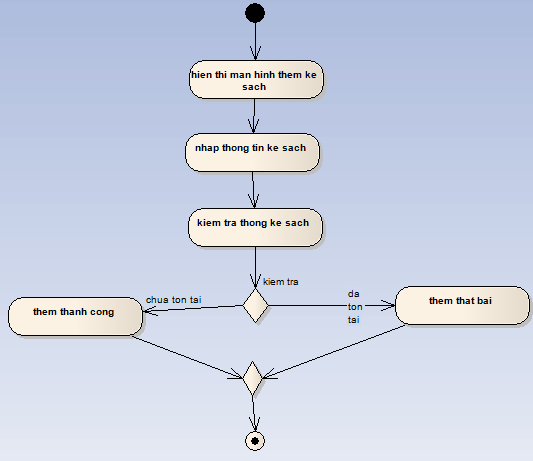 hien thi man hinh them ke
sach
nhap thong tin ke sach
kiem tra thong ke sach
kiem tra
chua ton tai
da
ton
tai
them thanh cong
them that bai